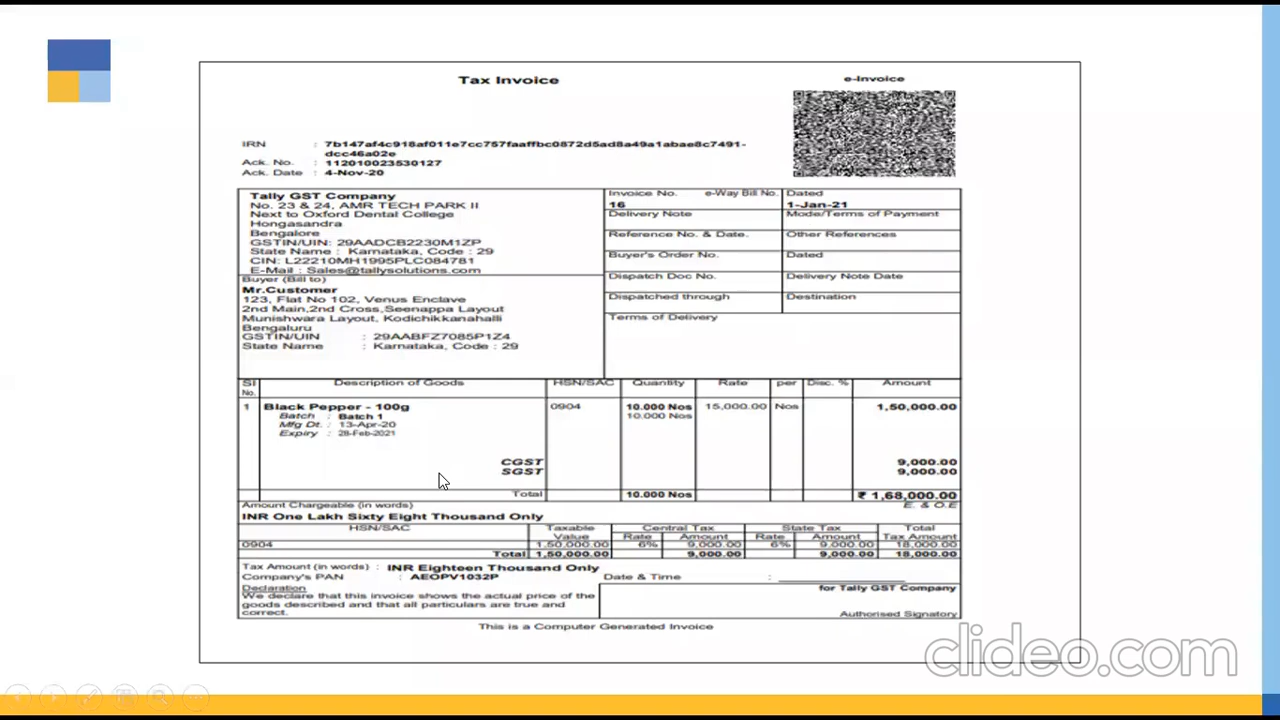 Tax Invoice
e-Invoice
IRN : 7b147af4c918af011e7cc757faaffbc0872d5ad8a49a1abae8c7491-
dcc46a02e
Ack. No. : 112010023530127
Ack. Date : 4-Nov-20
Tally GST Company
No. 23 & 24, AMR TECH PARK II
Next to Oxford Dental College
Hongasandra
Bengalore
GSTIN/UIN: 29AADCB2230M1ZP
State Name : Karnataka, Code : 29
CIN: L22210MH1995PLC084781
E-Mail : Sales@tallysolutions.com
Invoice No. e-Way Bill No. Dated
16 1-Jan-21
Delivery Note Mode/Terms of Payment
Reference No. & Date. Other References
Buyer's Order No. Dated
Dispatch Doc No. Delivery Note Date
Dispatched through Destination
Terms of Delivery
Buyer (Bill to)
Mr.Customer
123, Flat No 102, Venus Enclave
2nd Main,2nd Cross,Seenappa Layout
Munishwara Layout, Kodichikkanahalli
Bengaluru
GSTIN/UIN : 29AABFZ7085P1Z4
State Name : Karnataka, Code : 29
Sl No. Description of Goods HSN/SAC Quantity Rate per Disc. % Amount
1 Black Pepper - 100g 0904 10.000 Nos 15,000.00 Nos 1,50,000.00
Batch : Batch 1 10.000 Nos
Mfg Dt. : 13-Apr-20
Expiry : 28-Feb-2021
CGST 9,000.00
SGST 9,000.00
Total 10.000 Nos ₹ 1,68,000.00
Amount Chargeable (in words) E. & O.E
INR One Lakh Sixty Eight Thousand Only
HSN/SAC Taxable Central Tax State Tax Total
Value Rate Amount Rate Amount Tax Amount
0904 1,50,000.00 6% 9,000.00 6% 9,000.00 18,000.00
Total 1,50,000.00 9,000.00 9,000.00 18,000.00
Tax Amount (in words) : INR Eighteen Thousand Only
Company's PAN : AEOPV1032P Date & Time :
Declaration
We declare that this invoice shows the actual price of the
goods described and that all particulars are true and
correct.
for Tally GST Company
Authorised Signatory
This is a Computer Generated Invoice
clideo.com